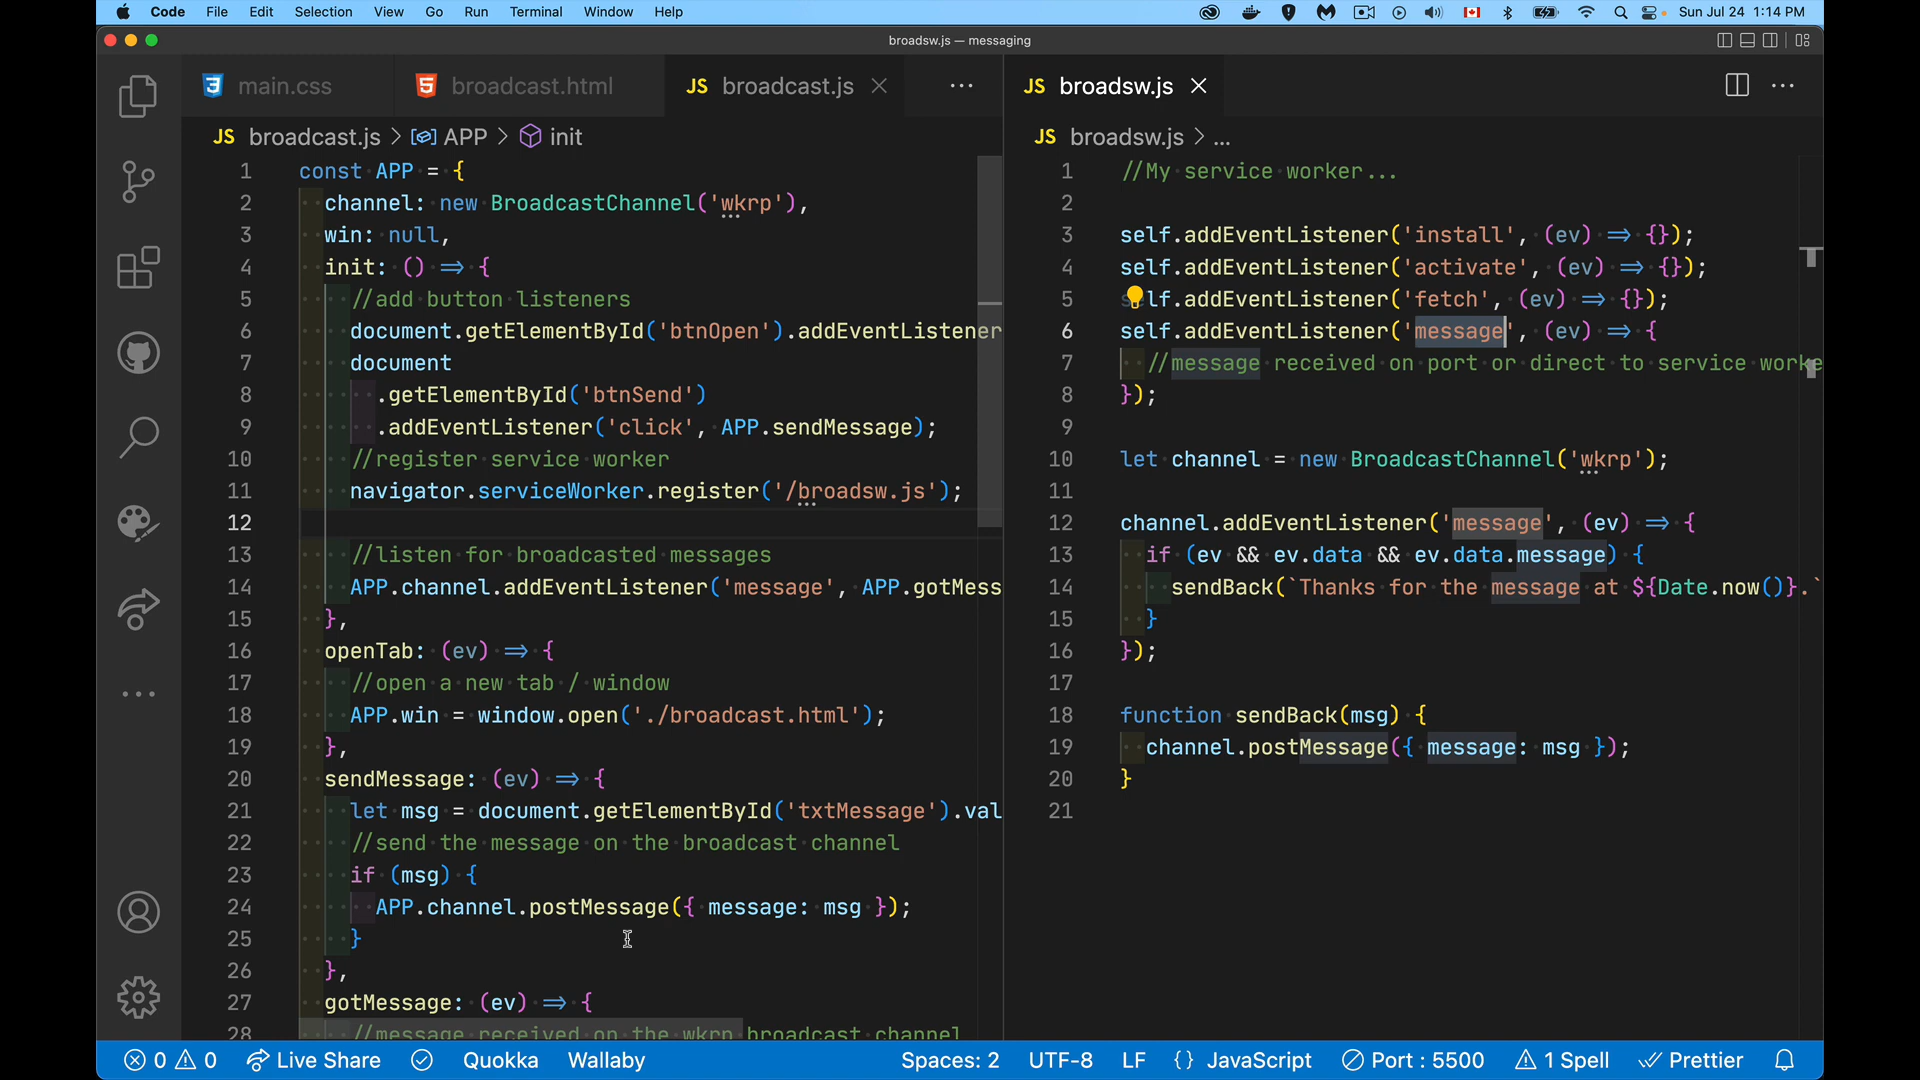 Code File Edit Selection View Go Run Terminal Window Help Sun Jul 24 1:14 PM
broadsw.js — messaging
main.css broadcast.html JS broadcast.js JS broadsw.js
JS broadcast.js > APP > init
1 const APP = {
2 channel: new BroadcastChannel('wkrp'),
3 win: null,
4 init: () => {
5 //add button listeners
6 document.getElementById('btnOpen').addEventListener
7 document
8 .getElementById('btnSend')
9 .addEventListener('click', APP.sendMessage);
10 //register service worker
11 navigator.serviceWorker.register('/broadsw.js');
12
13 //listen for broadcasted messages
14 APP.channel.addEventListener('message', APP.gotMess
15 },
16 openTab: (ev) => {
17 //open a new tab / window
18 APP.win = window.open('./broadcast.html');
19 },
20 sendMessage: (ev) => {
21 let msg = document.getElementById('txtMessage').val
22 //send the message on the broadcast channel
23 if (msg) {
24 APP.channel.postMessage({ message: msg });
25 }
26 },
27 gotMessage: (ev) => {
28 //message received on the wkrp broadcast channel
JS broadsw.js > ...
1 //My service worker...
2
3 self.addEventListener('install', (ev) => {});
4 self.addEventListener('activate', (ev) => {});
5 self.addEventListener('fetch', (ev) => {});
6 self.addEventListener('message', (ev) => {
7 //message received on port or direct to service worke
8 });
9
10 let channel = new BroadcastChannel('wkrp');
11
12 channel.addEventListener('message', (ev) => {
13 if (ev && ev.data && ev.data.message) {
14 sendBack(`Thanks for the message at ${Date.now()}.`
15 }
16 });
17
18 function sendBack(msg) {
19 channel.postMessage({ message: msg });
20 }
21
0 0 Live Share Quokka Wallaby Spaces: 2 UTF-8 LF {} JavaScript Port : 5500 1 Spell Prettier